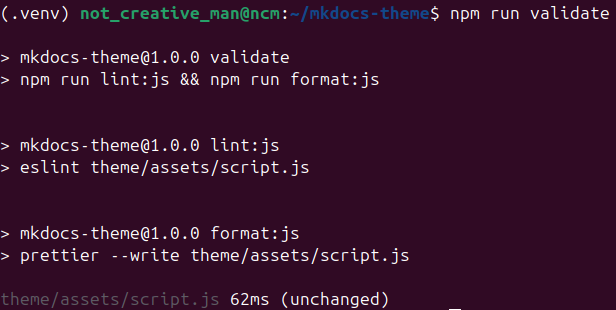 (.venv) not_creative_man@ncm:~/mkdocs-theme$ npm run validate
> mkdocs-theme@1.0.0 validate
> npm run lint:js && npm run format:js
> mkdocs-theme@1.0.0 lint:js
> eslint theme/assets/script.js
> mkdocs-theme@1.0.0 format:js
> prettier --write theme/assets/script.js
theme/assets/script.js 62ms (unchanged)